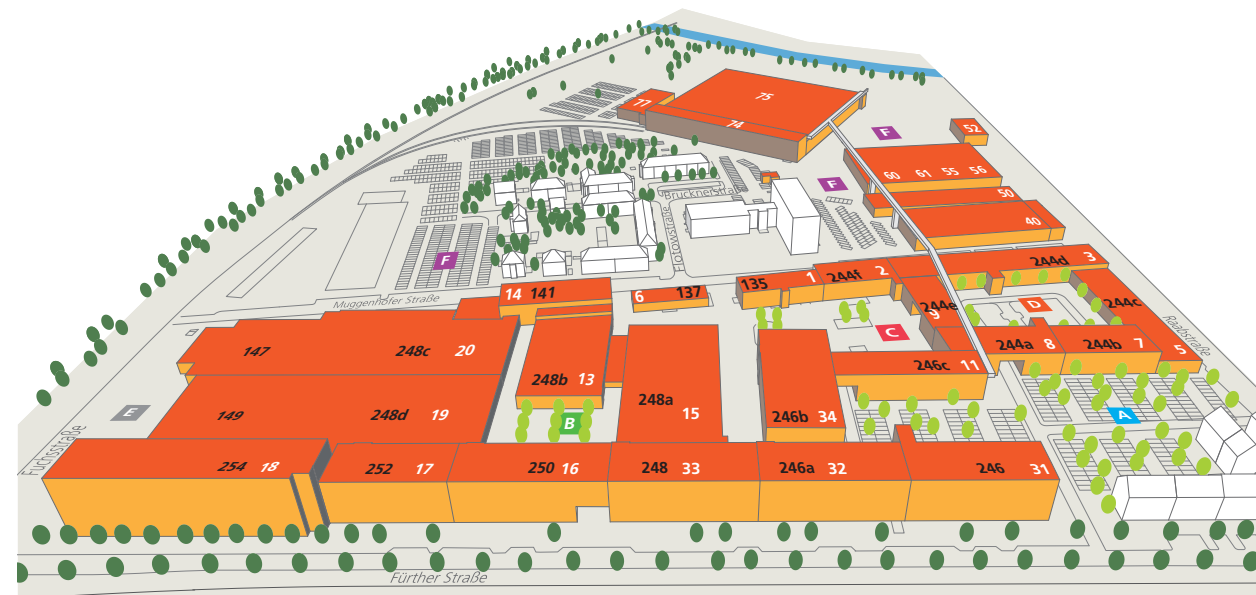 75
77
74
F
52
60 61 55 56
F
Brucknerstraße
50
40
Florowstraße
F
244d 3
135 1 244f 2
14 141
6 137
Muggenhofer Straße
244e
9
D
244c
C
Raabstraße
147
248c 20
244a 8
244b 7
5
246c 11
248b 13
248a
15
E
149
248d 19
B
246b 34
A
Fuchsstraße
254 18
252 17
250 16
248 33
246a 32
246 31
Fürther Straße